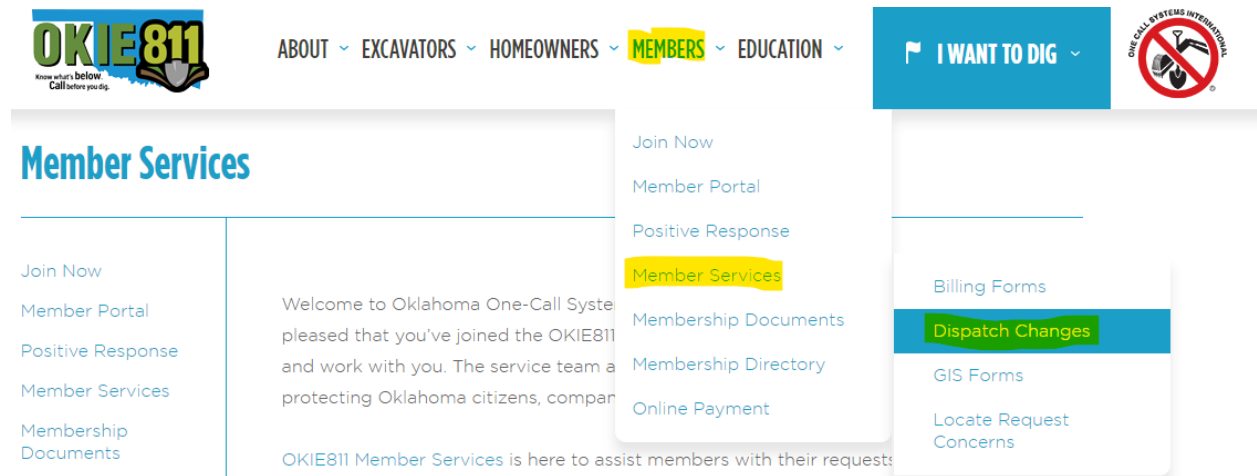 OKIE 811
Know what's below.
Call before you dig.
ABOUT EXCAVATORS HOMEOWNERS MEMBERS EDUCATION
I WANT TO DIG
ONE CALL SYSTEMS INTERNATIONAL
Member Services
Join Now
Member Portal
Positive Response
Member Services
Membership
Documents
Welcome to Oklahoma One-Call Syste
pleased that you've joined the OKIE811
and work with you. The service team a
protecting Oklahoma citizens, compan
OKIE811 Member Services is here to assist members with their requests
Join Now
Member Portal
Positive Response
Member Services
Membership Documents
Membership Directory
Online Payment
Billing Forms
Dispatch Changes
GIS Forms
Locate Request
Concerns